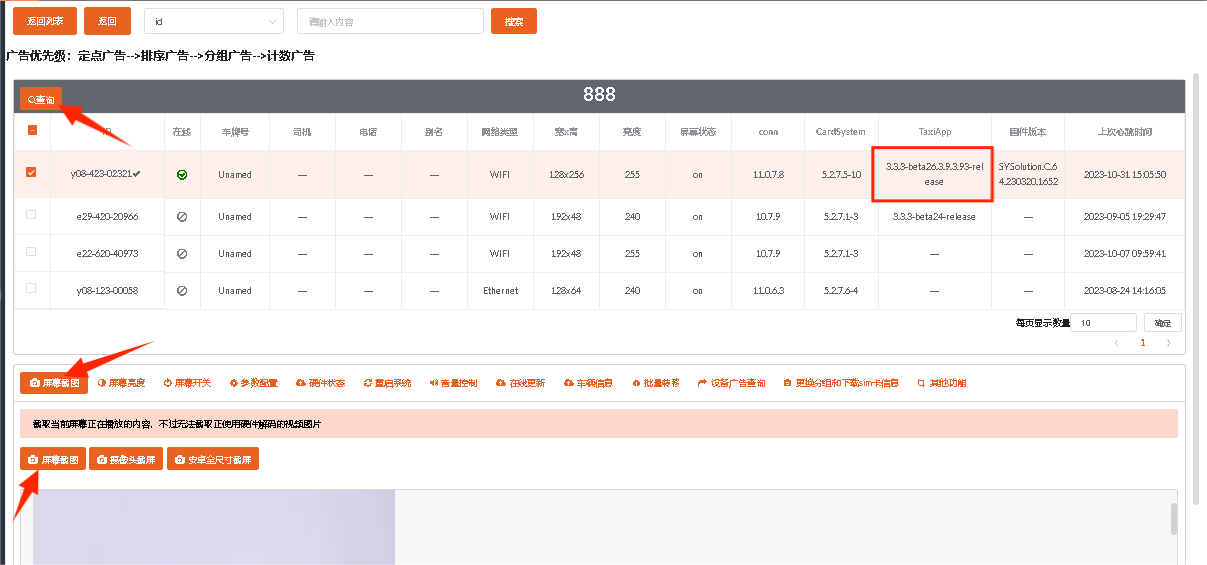 返回列表 返回 id 请输入内容 搜索
广告优先级：定点广告-->排序广告-->分组广告-->计数广告
查询 888
ID 在线 车牌号 司机 电话 别名 网络类型 宽x高 亮度 屏幕状态 conn CardSystem TaxiApp 固件版本 上次心跳时间
y08-423-02321 Unamed — — — WIFI 128x256 255 on 11.0.7.8 5.2.7.5-10 3.3.3-beta26,3.9.3.93-rel SYSolution.C.6 2023-10-31 15:05:50
ease 4.230320.1652
e29-420-20966 Unamed — — — WIFI 192x48 240 on 10.7.9 5.2.7.1-3 3.3.3-beta24-release — 2023-09-05 19:29:47
e22-620-40973 Unamed — — — WIFI 192x48 255 on 10.7.9 5.2.7.1-3 — — 2023-10-07 09:59:41
y08-123-00058 Unamed — — — Ethernet 128x64 240 on 11.0.6.3 5.2.7.6-4 — — 2023-08-24 14:16:05
每页显示数量 10 确定
1
屏幕截图 屏幕亮度 屏幕开关 参数配置 硬件状态 重启系统 音量控制 在线更新 车辆信息 批量转移 设备广告查询 更换分组和下载sim卡信息 其他功能
截取当前屏幕正在播放的内容，不过无法截取正使用硬件解码的视频图片
屏幕截图 摄像头截屏 安卓全尺寸截屏